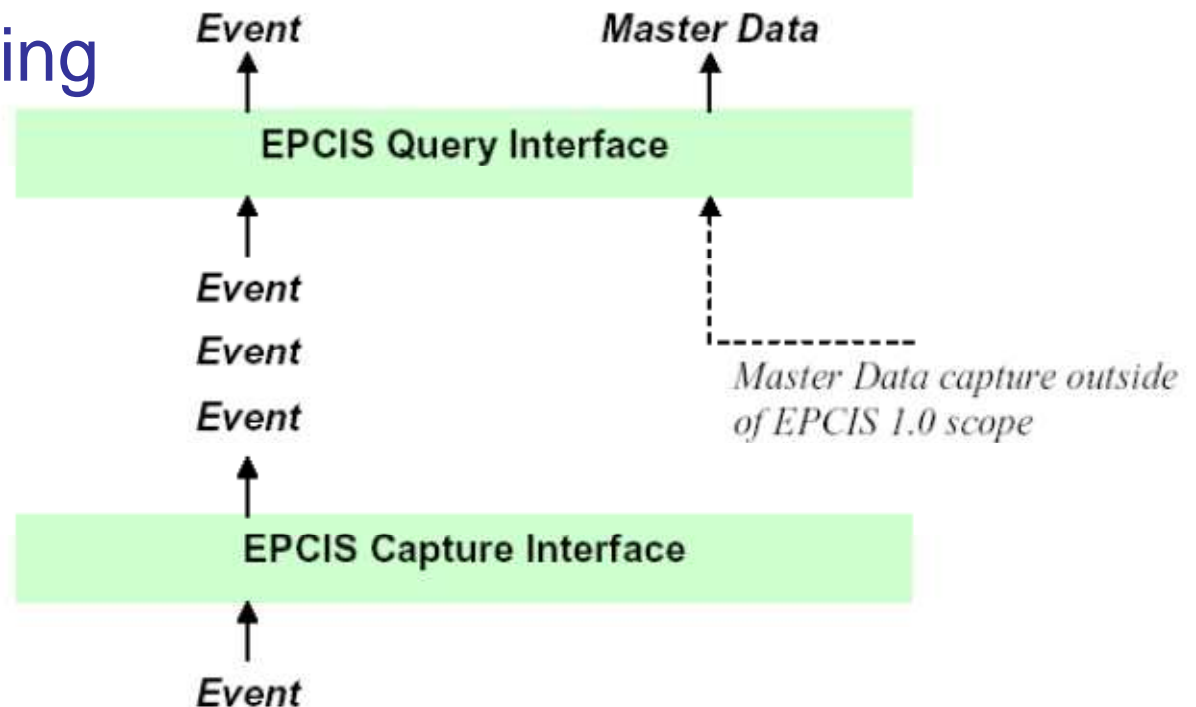 Event Master Data
ing
EPCIS Query Interface
Event
Event
Event
Master Data capture outside
of EPCIS 1.0 scope
EPCIS Capture Interface
Event